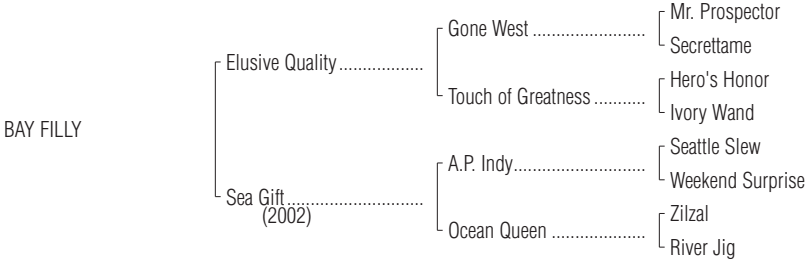 Mr. Prospector
Gone West ........................
Secrettame
Elusive Quality..................
Hero's Honor
Touch of Greatness ...........
Ivory Wand
BAY FILLY
Seattle Slew
A.P. Indy............................
Weekend Surprise
Sea Gift.............................
(2002)
Zilzal
Ocean Queen ....................
River Jig